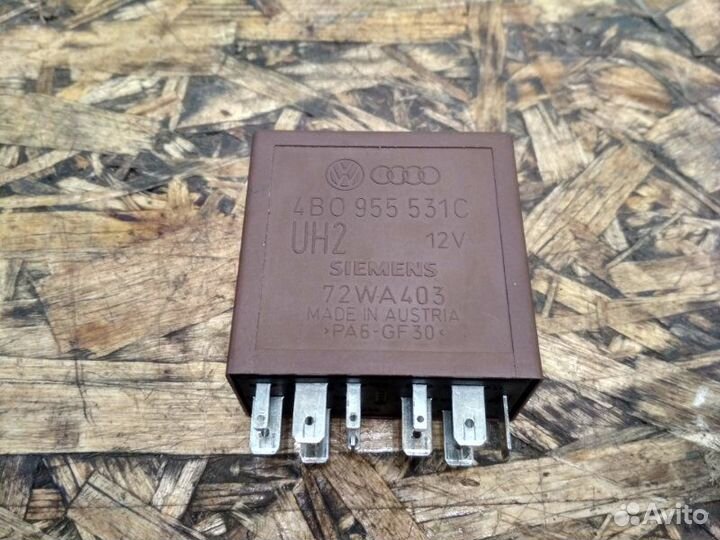 4B0 955 531C
UH2 12V
SIEMENS
72WA403
MADE IN AUSTRIA
>PA6-GF30<
Avito